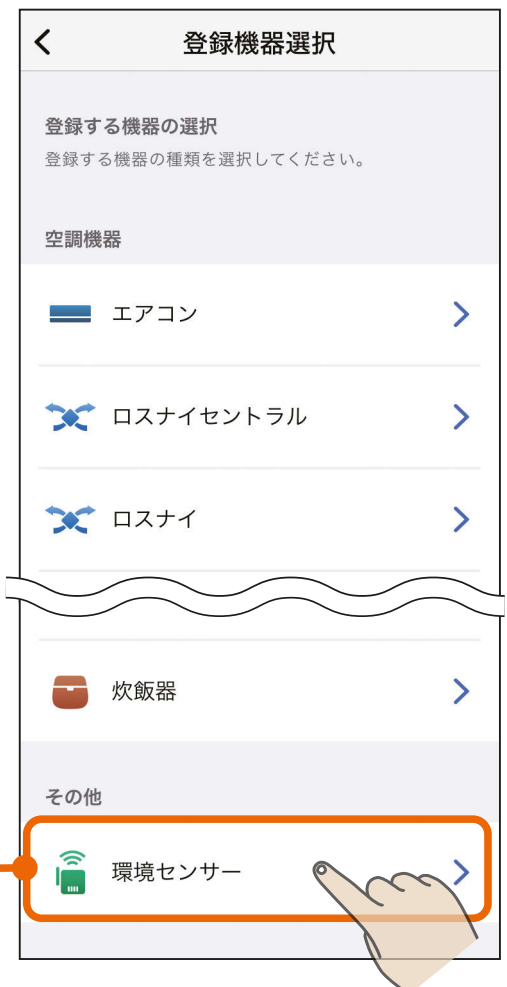 登録機器選択
登録する機器の選択
登録する機器の種類を選択してください。
空調機器
エアコン
ロスナイセントラル
ロスナイ
炊飯器
その他
環境センサー